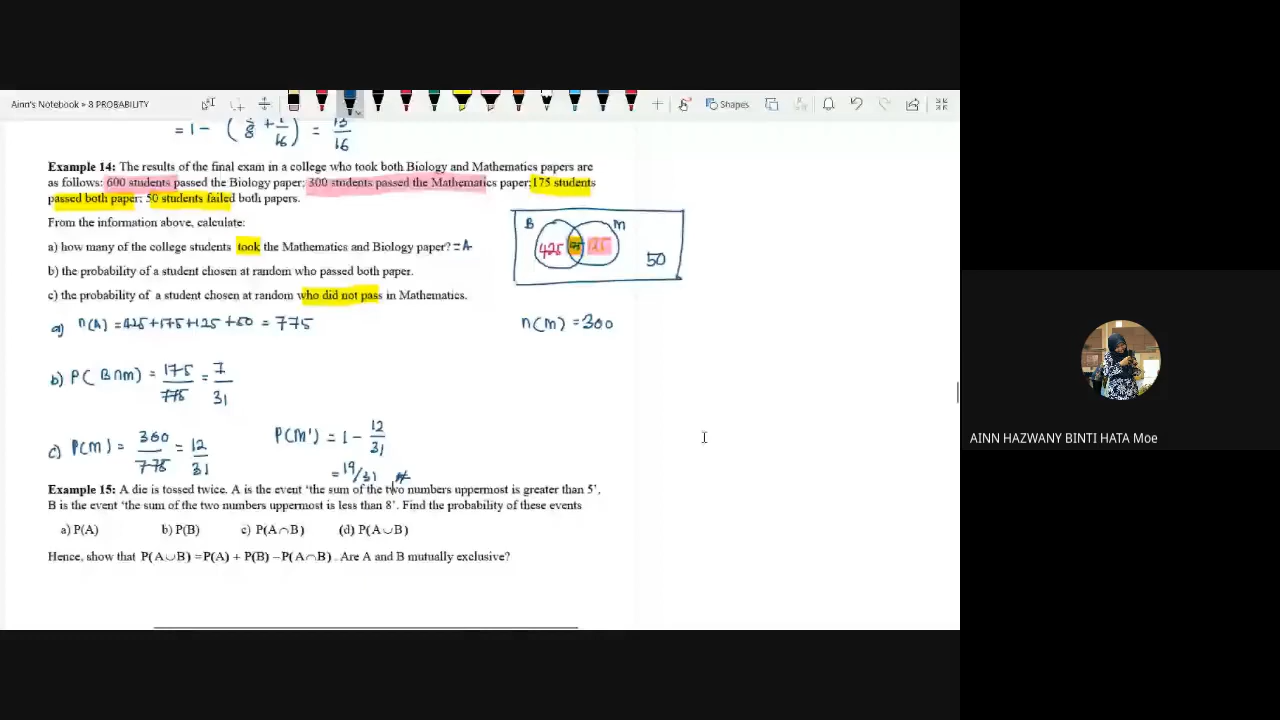 Ainn's Notebook » 8 PROBABILITY
Shapes
= 1 - ( 3/8 + 1/16 ) = 13/16
Example 14: The results of the final exam in a college who took both Biology and Mathematics papers are
as follows: 600 students passed the Biology paper; 300 students passed the Mathematics paper;175 students
passed both paper; 50 students failed both papers.
From the information above, calculate:
B M
a) how many of the college students took the Mathematics and Biology paper? = A
425 175 125 50
b) the probability of a student chosen at random who passed both paper.
c) the probability of a student chosen at random who did not pass in Mathematics.
a) n(A) = 425+175+125+50 = 775
n(M) = 300
b) P( B∩M) = 175/775 = 7/31
c) P(M) = 300/775 = 12/31
P(M') = 1 - 12/31
= 19/31 #
Example 15: A die is tossed twice. A is the event ‘the sum of the two numbers uppermost is greater than 5’,
B is the event ‘the sum of the two numbers uppermost is less than 8’. Find the probability of these events
a) P(A) b) P(B) c) P(A∩B) (d) P(A∪B)
Hence, show that P(A∪B) =P(A) + P(B) −P(A∩B). Are A and B mutually exclusive?
AINN HAZWANY BINTI HATA Moe